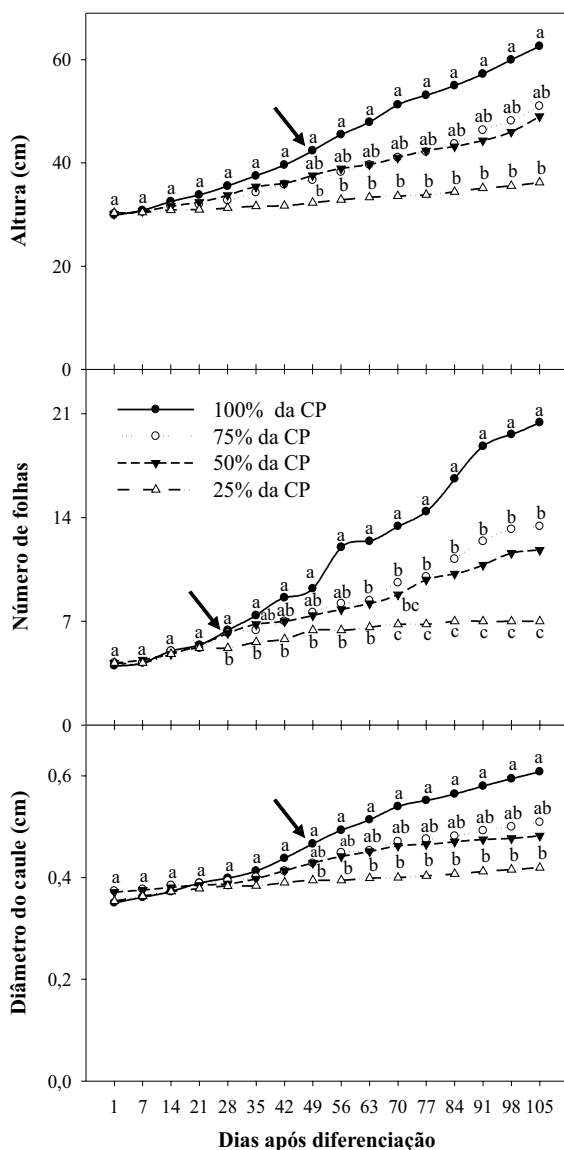 60
40
20
0
Altura (cm)
a a a a a a a a a a a a a a a a
ab ab ab ab ab ab ab ab ab
b b b b b b b b b
21
14
7
0
Número de folhas
100% da CP
75% da CP
50% da CP
25% da CP
a a a a a a a a a a a a a a a a
ab ab ab ab ab b b b b b b
bc
b b b b b b c c c c c c
0,6
0,4
0,2
0,0
Diâmetro do caule (cm)
a a a a a a a a a a a a a a a a
ab ab ab ab ab ab ab ab ab
b b b b b b b b b
1 7 14 21 28 35 42 49 56 63 70 77 84 91 98 105
Dias após diferenciação